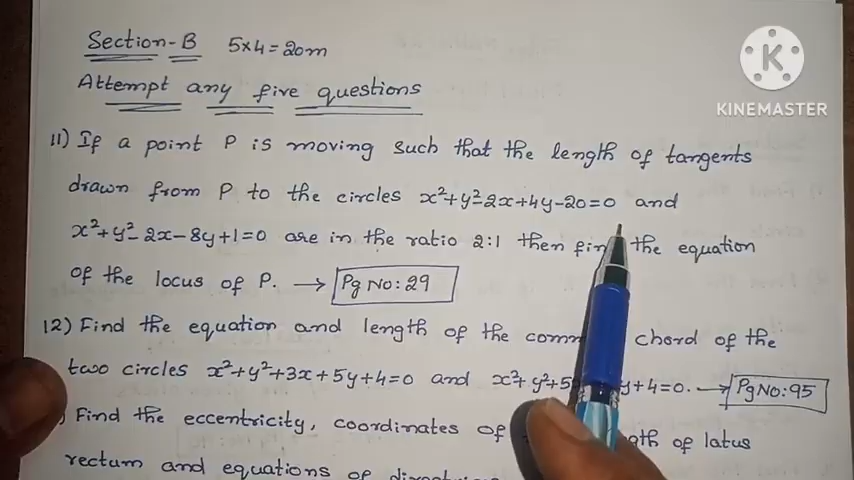 Section-B 5x4=20m
Attempt any five questions
K
KINEMASTER
11) If a point P is moving such that the length of tangents
drawn from P to the circles x²+y²-2x+4y-20=0 and
x²+y²-2x-8y+1=0 are in the ratio 2:1 then the equation
of the locus of P. → Pg No:29
12) Find the equation and length of the chord of the
two circles x²+y²+3x+5y+4=0 and x²+y²+5 y+4=0. → Pg No:95
) Find the eccentricity, coordinates of of latus
rectum and equations of